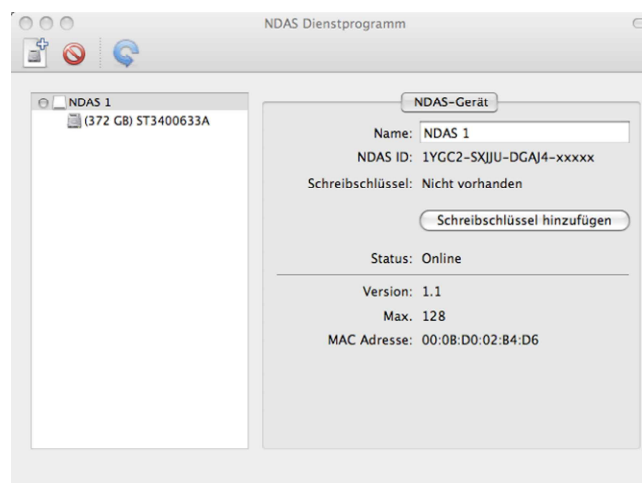 NDAS Dienstprogramm
NDAS 1
(372 GB) ST3400633A
NDAS-Gerät
Name: NDAS 1
NDAS ID: 1YGC2-SXJJU-DGAJ4-xxxxx
Schreibschlüssel: Nicht vorhanden
Schreibschlüssel hinzufügen
Status: Online
Version: 1.1
Max. 128
MAC Adresse: 00:0B:D0:02:B4:D6